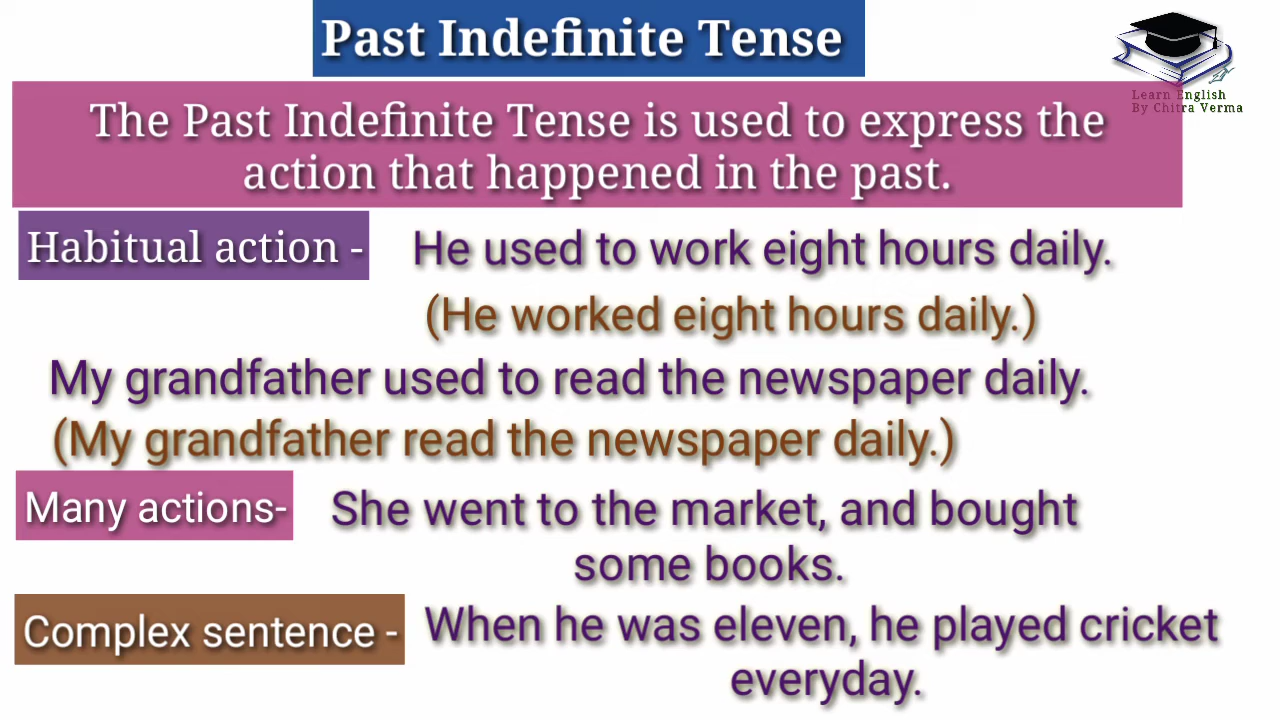 Past Indefinite Tense
Learn English
By Chitra Verma
The Past Indefinite Tense is used to express the
action that happened in the past.
Habitual action - He used to work eight hours daily.
(He worked eight hours daily.)
My grandfather used to read the newspaper daily.
(My grandfather read the newspaper daily.)
Many actions- She went to the market, and bought
some books.
Complex sentence - When he was eleven, he played cricket
everyday.